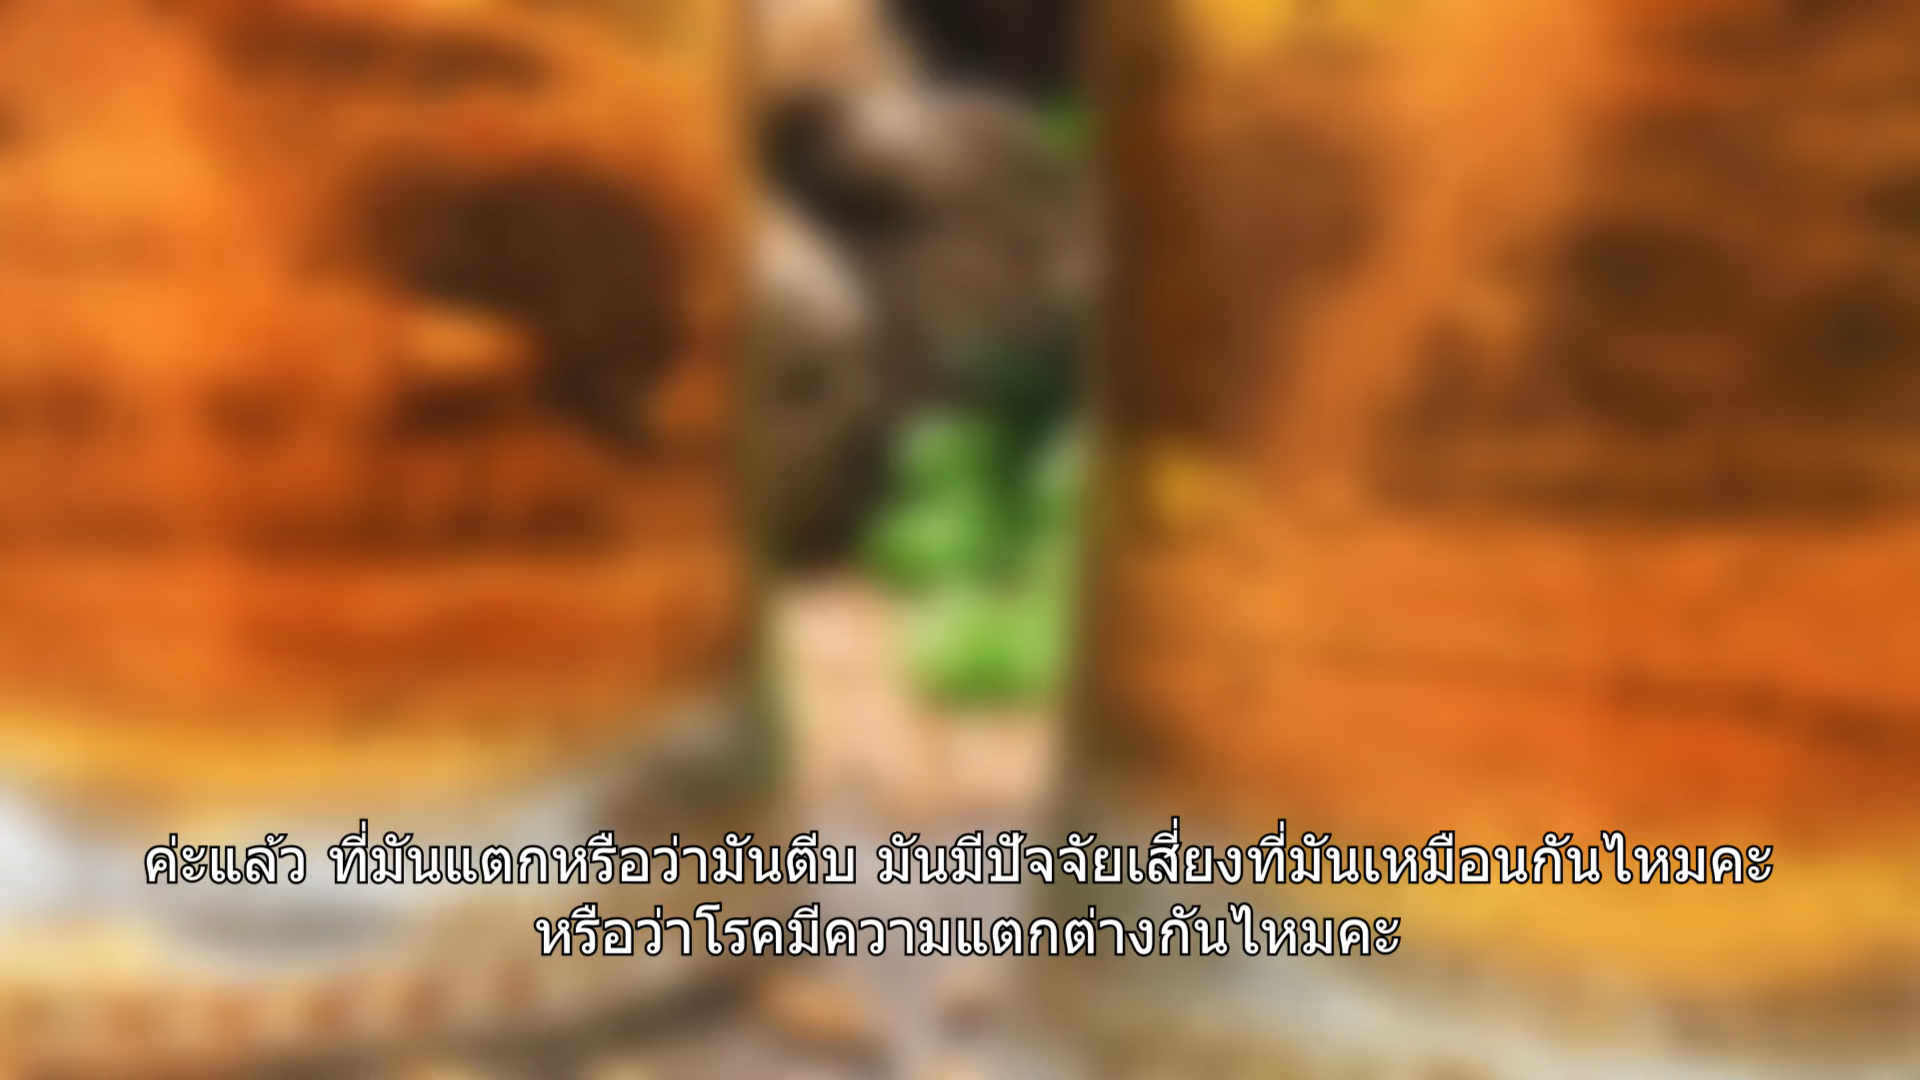 ค่ะแล้ว ที่มันแตกหรือว่ามันตีบ มันมีปัจจัยเสี่ยงที่มันเหมือนกันไหมคะ
หรือว่าโรคมีความแตกต่างกันไหมคะ